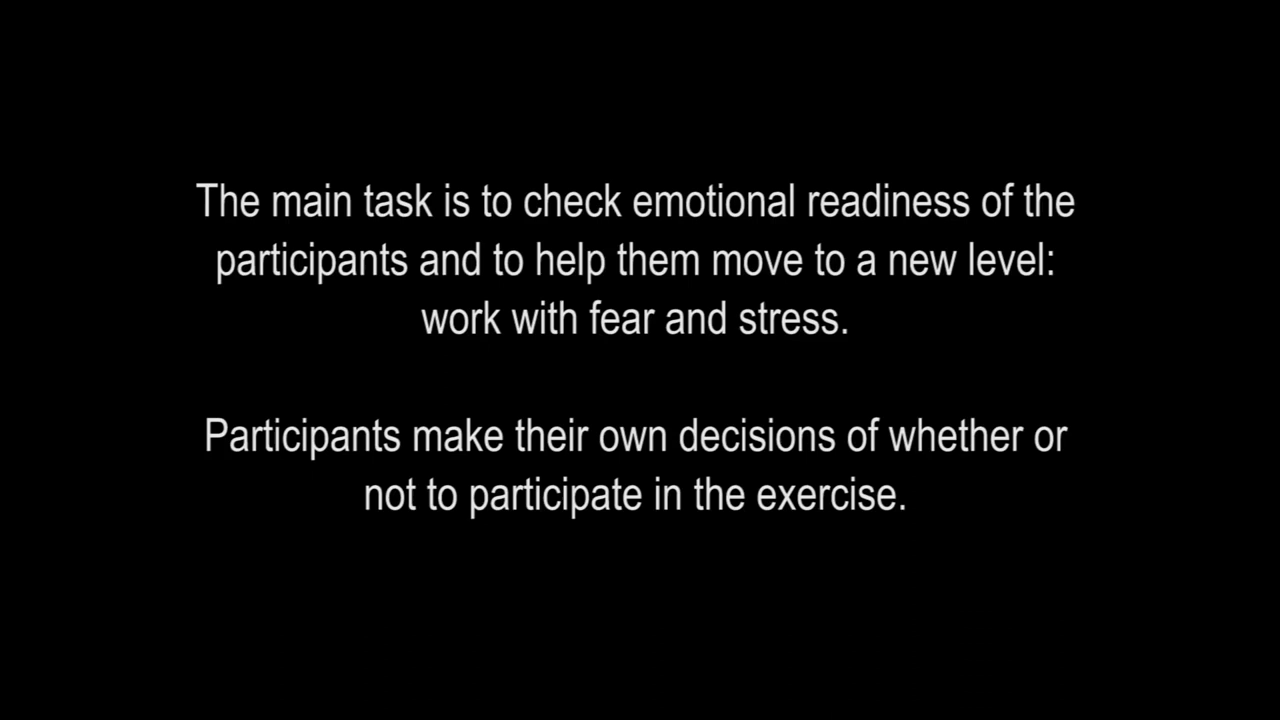 The main task is to check emotional readiness of the
participants and to help them move to a new level:
work with fear and stress.
Participants make their own decisions of whether or
not to participate in the exercise.